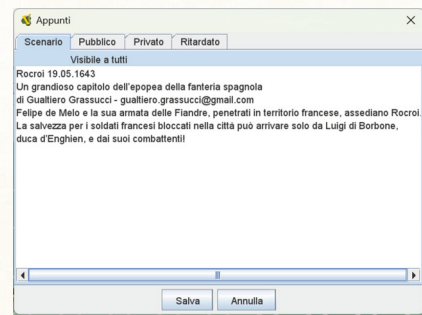 Appunti
Scenario Pubblico Privato Ritardato
Visibile a tutti
Rocroi 19.05.1643
Un grandioso capitolo dell'epopea della fanteria spagnola
di Gualtiero Grassucci - gualtiero.grassucci@gmail.com
Felipe de Melo e la sua armata delle Fiandre, penetrati in territorio francese, assediano Rocroi.
La salvezza per i soldati francesi bloccati nella città può arrivare solo da Luigi di Borbone,
duca d'Enghien, e dai suoi combattenti!
Salva Annulla